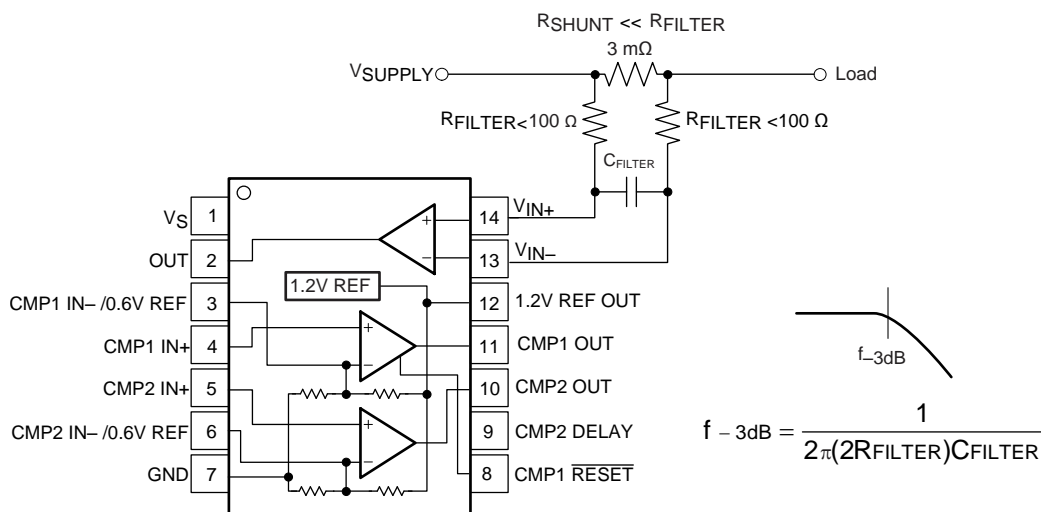 RSHUNT << RFILTER
3 mΩ
VSUPPLY
Load
RFILTER<100 Ω
RFILTER <100 Ω
CFILTER
VS
1
14
VIN+
OUT
2
13
VIN–
1.2V REF
CMP1 IN– /0.6V REF
3
12
1.2V REF OUT
CMP1 IN+
4
11
CMP1 OUT
CMP2 IN+
5
10
CMP2 OUT
CMP2 IN– /0.6V REF
6
9
CMP2 DELAY
GND
7
8
CMP1 RESET
f–3dB
f – 3dB = 1 / 2π(2RFILTER)CFILTER